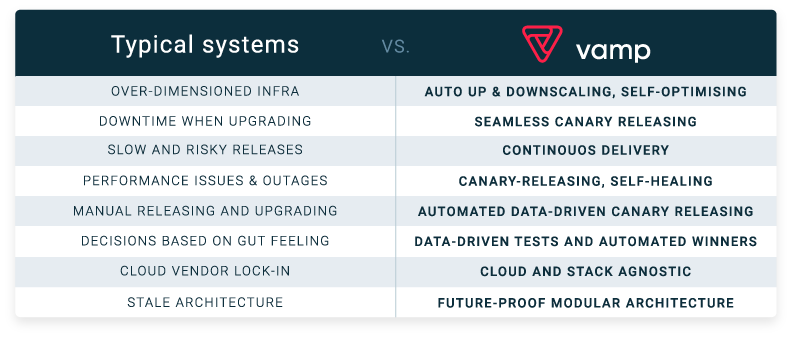 Typical systems vs. vamp
OVER-DIMENSIONED INFRA AUTO UP & DOWNSCALING, SELF-OPTIMISING
DOWNTIME WHEN UPGRADING SEAMLESS CANARY RELEASING
SLOW AND RISKY RELEASES CONTINOUOS DELIVERY
PERFORMANCE ISSUES & OUTAGES CANARY-RELEASING, SELF-HEALING
MANUAL RELEASING AND UPGRADING AUTOMATED DATA-DRIVEN CANARY RELEASING
DECISIONS BASED ON GUT FEELING DATA-DRIVEN TESTS AND AUTOMATED WINNERS
CLOUD VENDOR LOCK-IN CLOUD AND STACK AGNOSTIC
STALE ARCHITECTURE FUTURE-PROOF MODULAR ARCHITECTURE